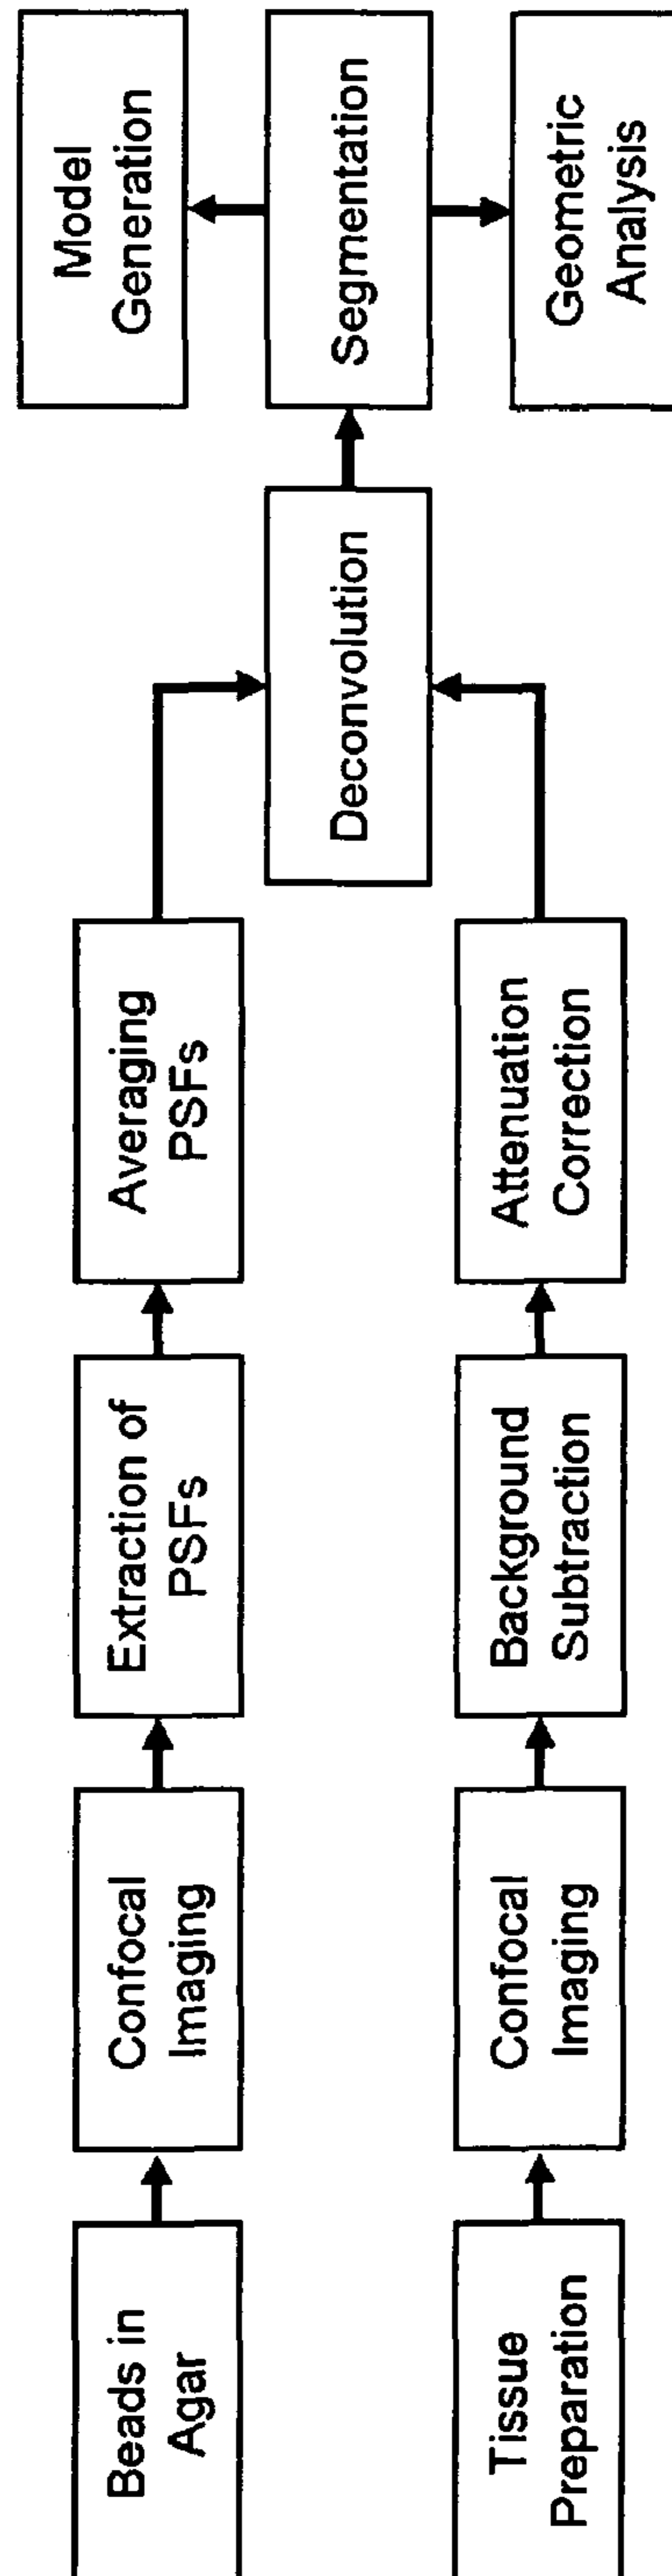 Beads in
Agar
Confocal
Imaging
Extraction of
PSFs
Averaging
PSFs
Tissue
Preparation
Confocal
Imaging
Background
Subtraction
Attenuation
Correction
Deconvolution
Model
Generation
Segmentation
Geometric
Analysis